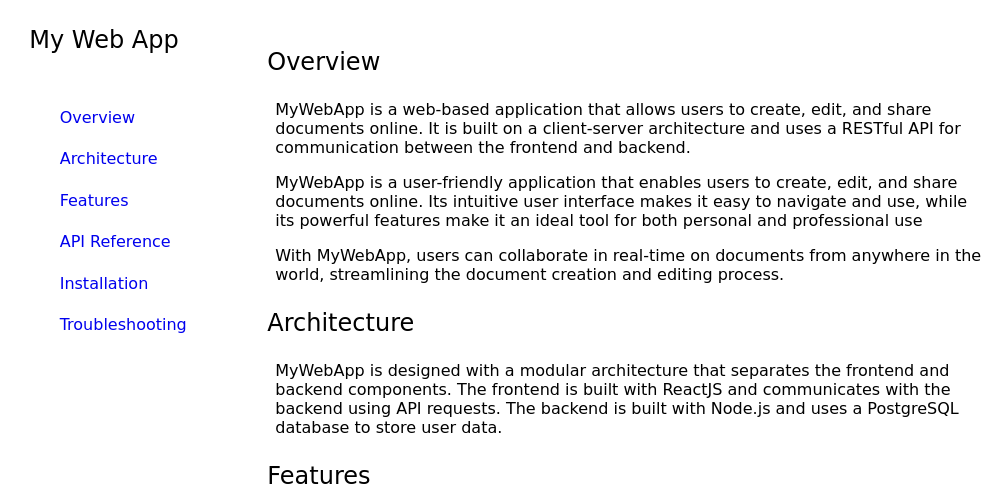 My Web App
Overview
Architecture
Features
API Reference
Installation
Troubleshooting
Overview
MyWebApp is a web-based application that allows users to create, edit, and share
documents online. It is built on a client-server architecture and uses a RESTful API for
communication between the frontend and backend.
MyWebApp is a user-friendly application that enables users to create, edit, and share
documents online. Its intuitive user interface makes it easy to navigate and use, while
its powerful features make it an ideal tool for both personal and professional use
With MyWebApp, users can collaborate in real-time on documents from anywhere in the
world, streamlining the document creation and editing process.
Architecture
MyWebApp is designed with a modular architecture that separates the frontend and
backend components. The frontend is built with ReactJS and communicates with the
backend using API requests. The backend is built with Node.js and uses a PostgreSQL
database to store user data.
Features